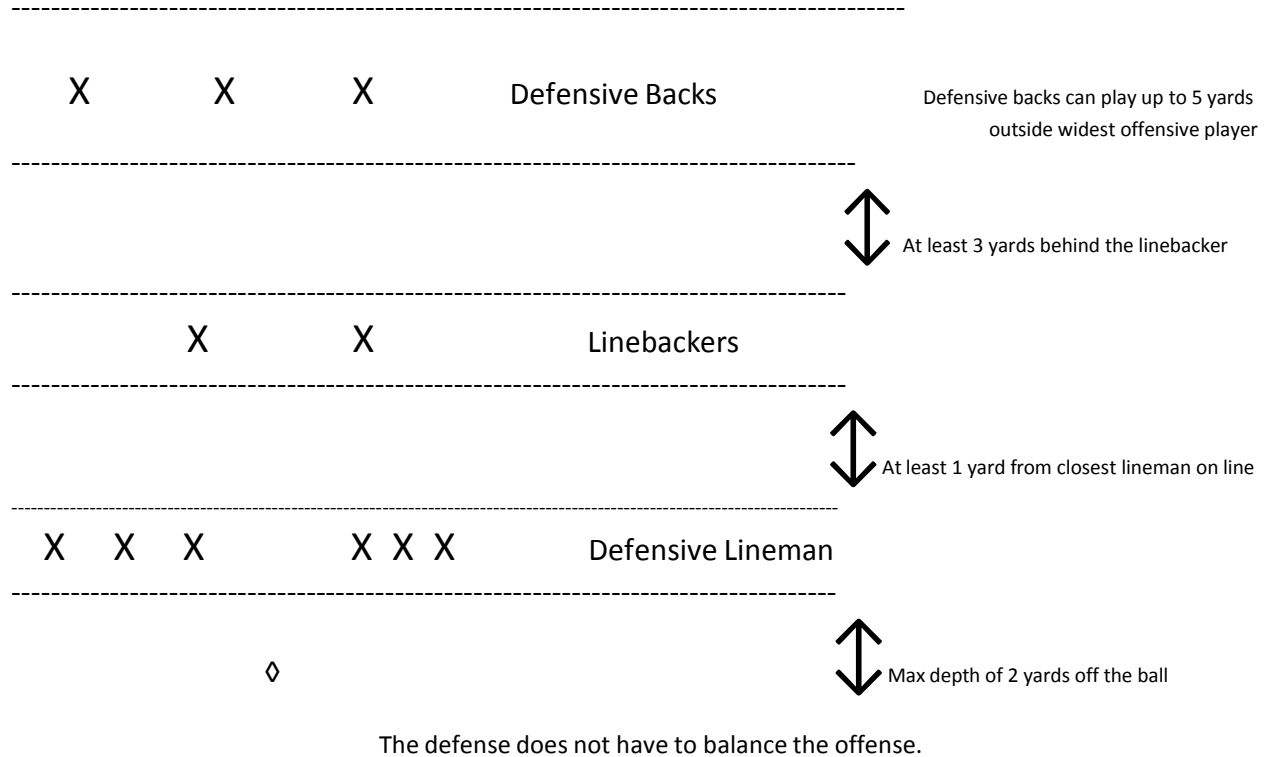 X X X Defensive Backs
Defensive backs can play up to 5 yards
outside widest offensive player
At least 3 yards behind the linebacker
X X Linebackers
At least 1 yard from closest lineman on line
X X X X X X Defensive Lineman
◊
Max depth of 2 yards off the ball
The defense does not have to balance the offense.